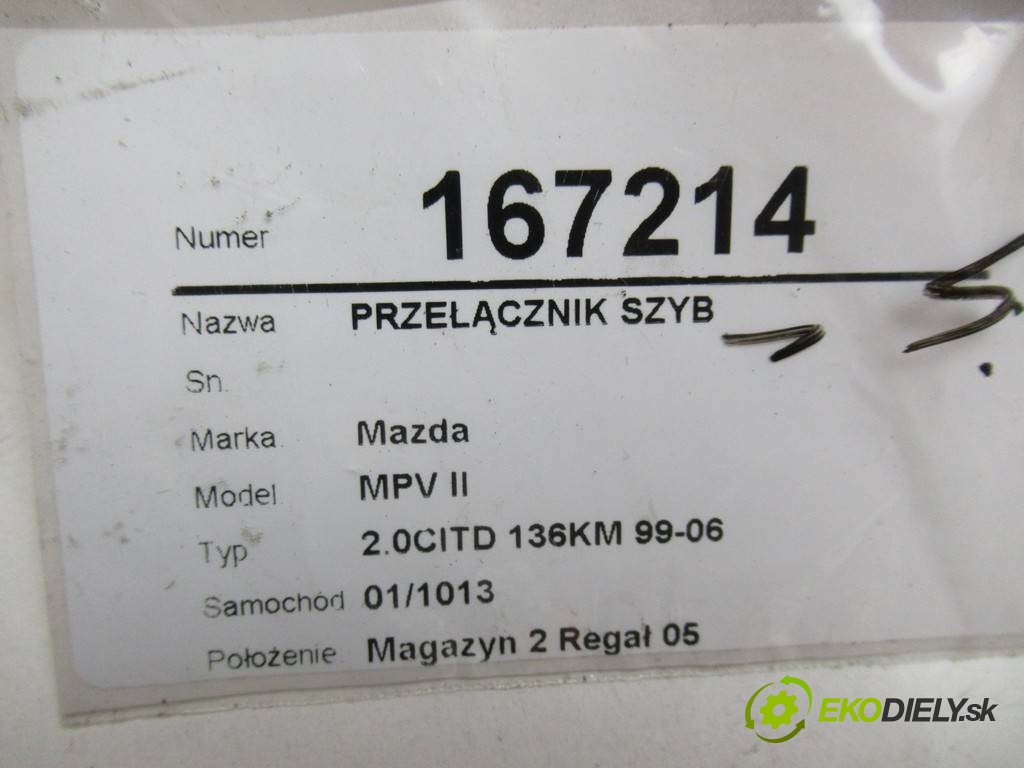 Numer 167214
Nazwa PRZEŁĄCZNIK SZYB
Sn.
Marka Mazda
Model MPV II
Typ 2.0CITD 136KM 99-06
Samochód 01/1013
Położenie Magazyn 2 Regał 05
EKODIELY.sk